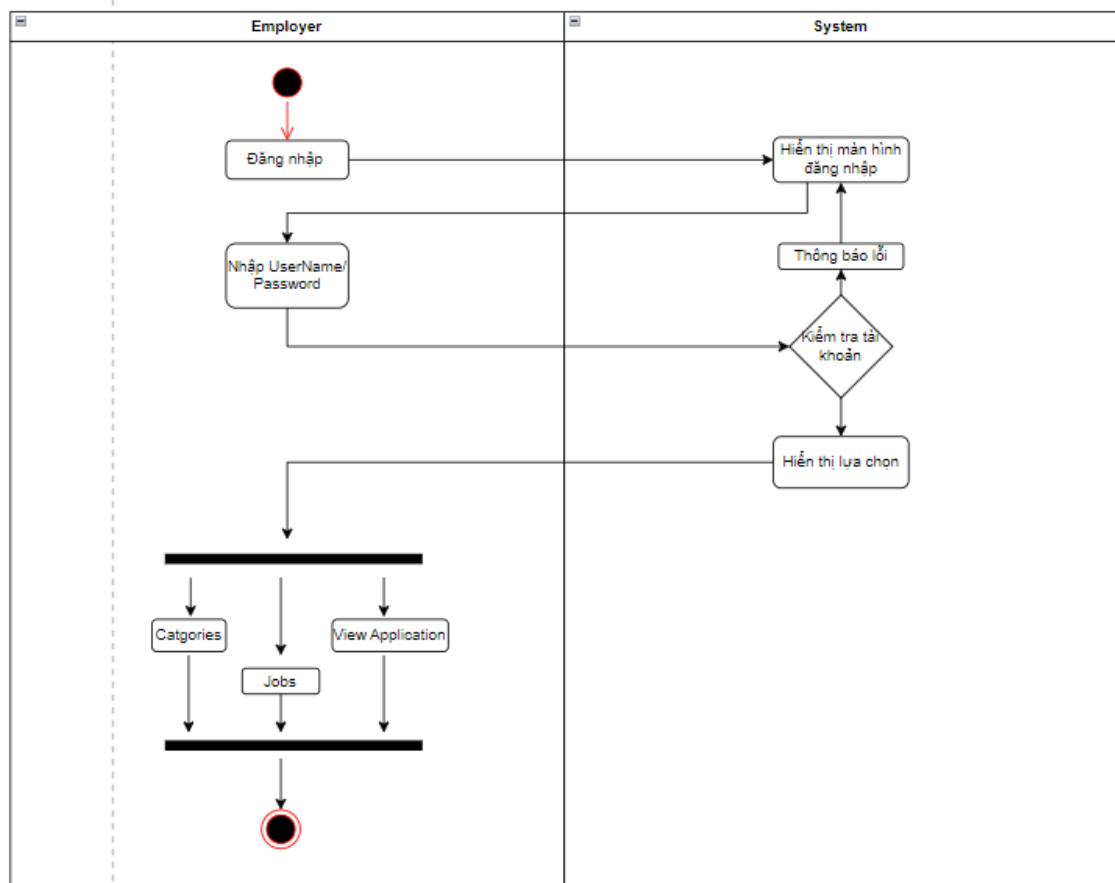 Employer
System
Đăng nhập
Hiển thị màn hình
đăng nhập
Nhập UserName/
Password
Thông báo lỗi
Kiểm tra tài
khoản
Hiển thị lựa chọn
Catgories
View Application
Jobs